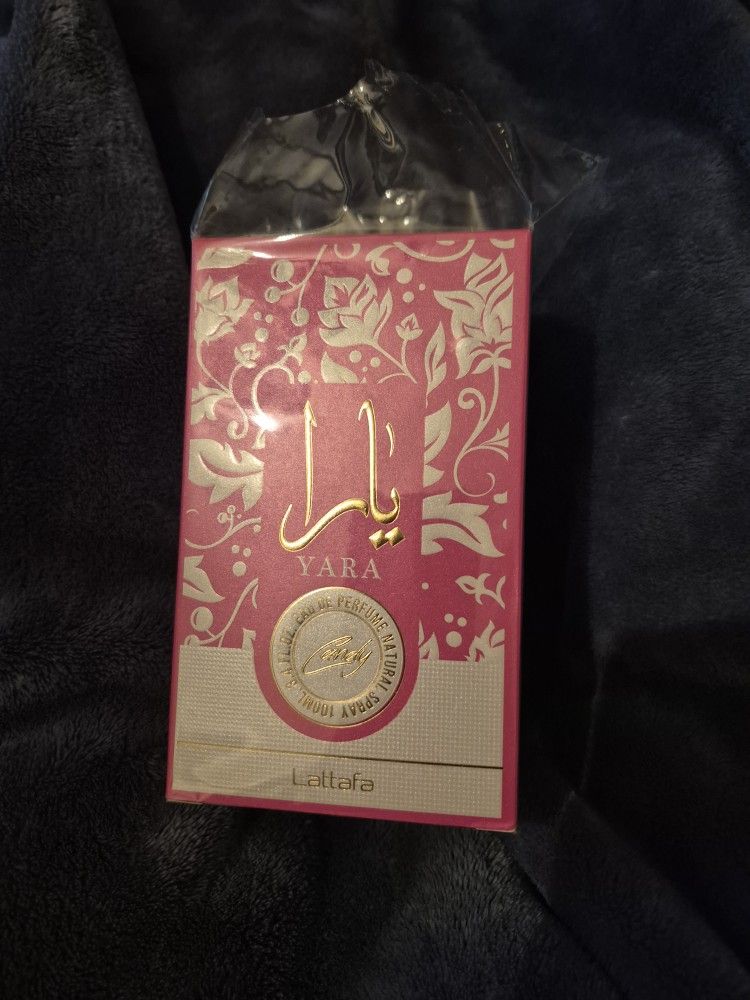 يارا
YARA
EAU DE PERFUME NATURAL SPRAY 100ML. 3.4 FL.OZ.
Candy
Lattafa